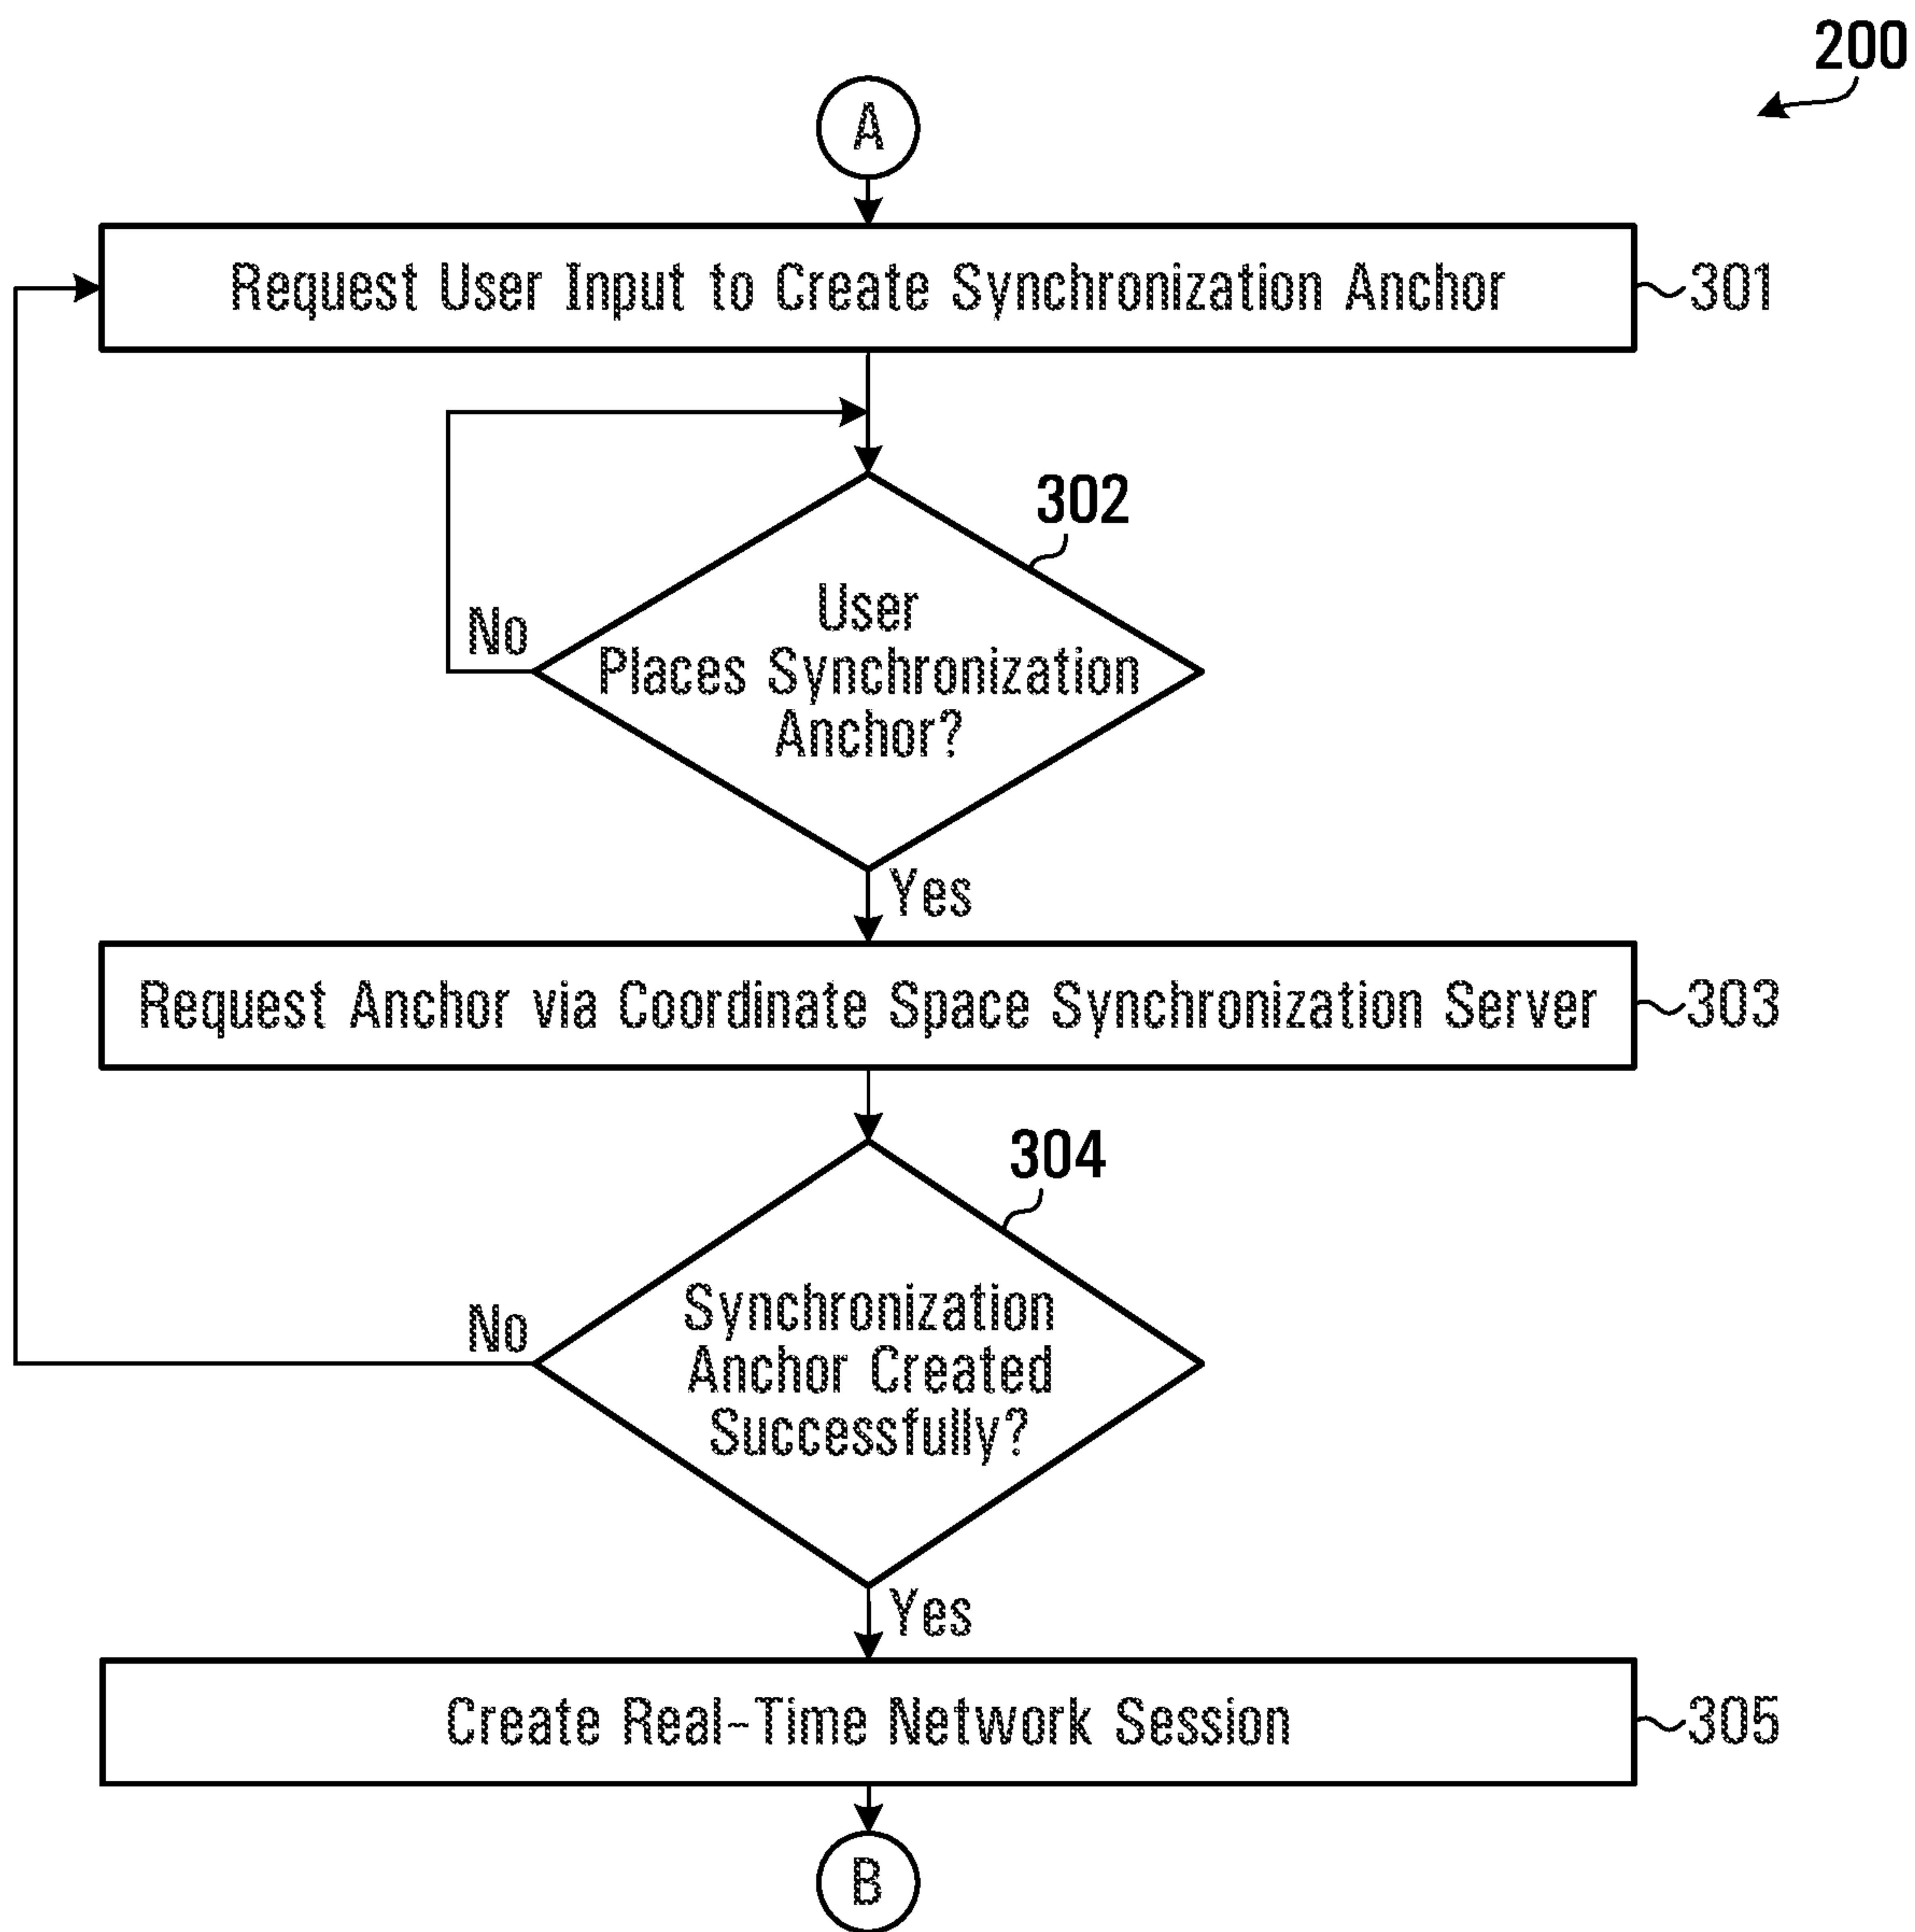 200
A
Request User Input to Create Synchronization Anchor
301
302
User
Places Synchronization
Anchor?
No
Yes
Request Anchor via Coordinate Space Synchronization Server
303
304
Synchronization
Anchor Created
Successfully?
No
Yes
Create Real-Time Network Session
305
B